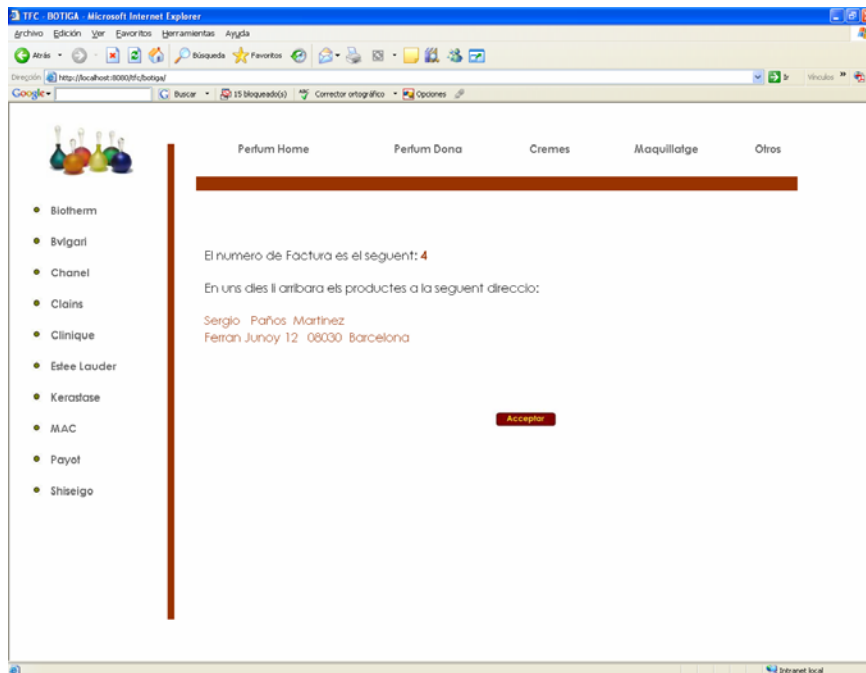 TFC - BOTIGA - Microsoft Internet Explorer
Archivo Edición Ver Favoritos Herramientas Ayuda
Atrás Búsqueda Favoritos
Dirección http://localhost:8080/tfc/botiga/ Ir Vínculos »
Google Buscar 15 bloqueado(s) Corrector ortográfico Opciones
Perfum Home Perfum Dona Cremes Maquillatge Otros
Biotherm
Bvlgari
Chanel
Clains
Clinique
Estee Lauder
Kerastase
MAC
Payot
Shiseigo
El numero de Factura es el seguent: 4
En uns dies li arribara els productes a la seguent direccio:
Sergio Paños Martinez
Ferran Junoy 12 08030 Barcelona
Acceptar
Intranet local